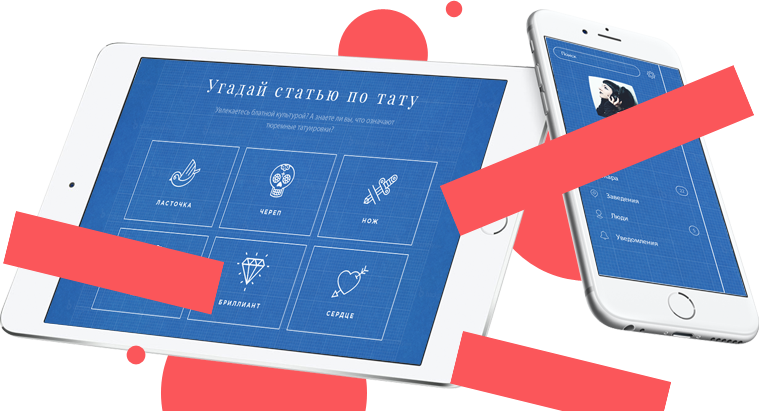 Угадай статью по тату
Увлекаетесь блатной культурой? А знаете ли вы, что означают
тюремные татуировки?
ЛАСТОЧКА
ЧЕРЕП
НОЖ
БРИЛЛИАНТ
СЕРДЦЕ
Поиск
Заведения
Люди
Уведомления